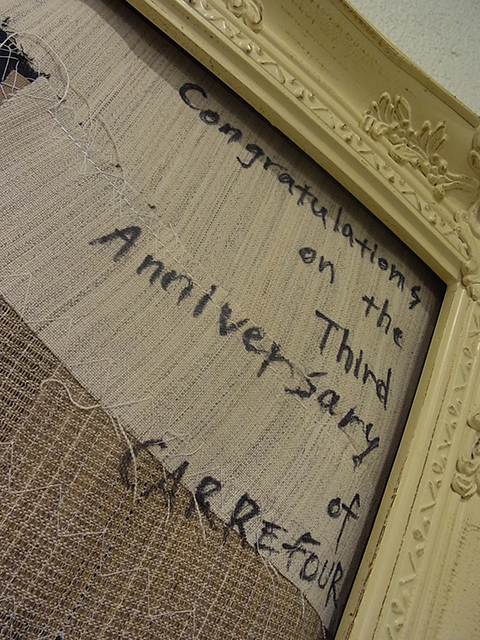 Congratulations
on the
Third
Anniversary
of
CARREFOUR